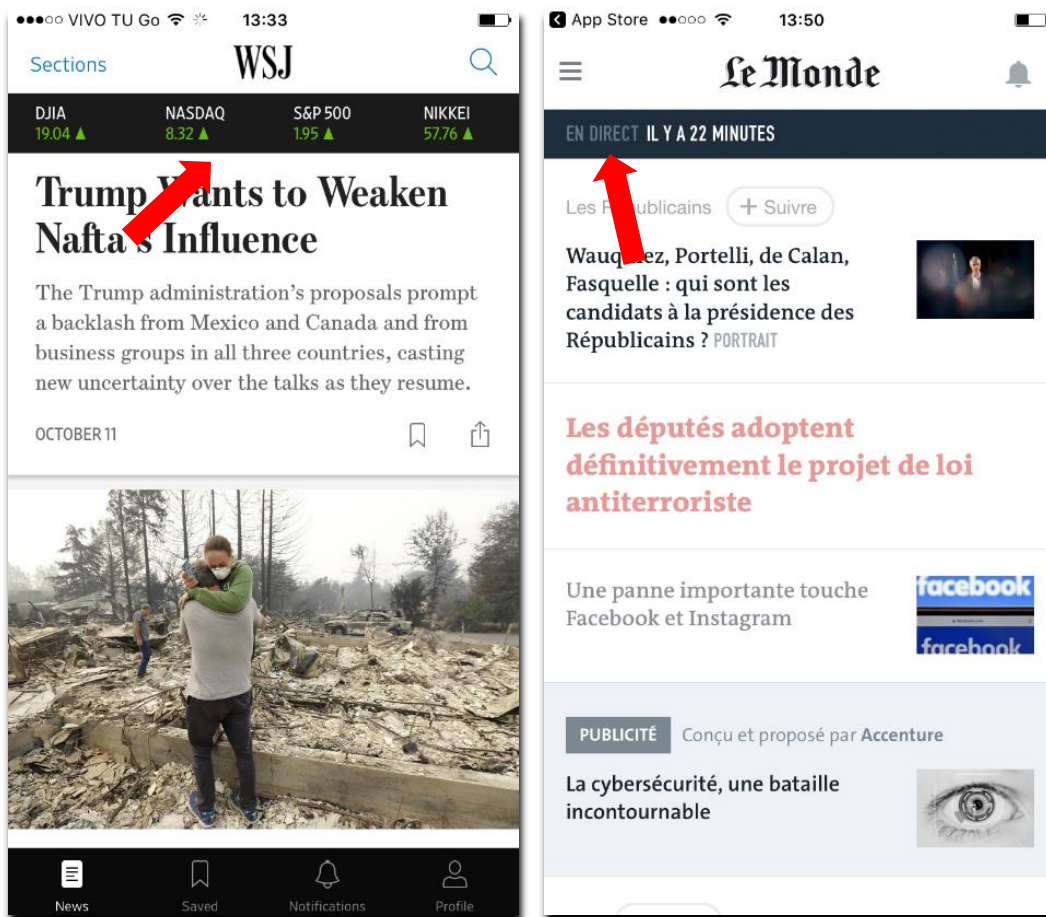 VIVO TU Go 13:33
Sections WSJ
DJIA NASDAQ S&P 500 NIKKEI
19.04 ▲ 8.32 ▲ 1.95 ▲ 57.76 ▲
Trump Wants to Weaken
Nafta's Influence
The Trump administration's proposals prompt
a backlash from Mexico and Canada and from
business groups in all three countries, casting
new uncertainty over the talks as they resume.
OCTOBER 11
News Saved Notifications Profile
App Store 13:50
Le Monde
EN DIRECT IL Y A 22 MINUTES
Les Républicains + Suivre
Wauquiez, Portelli, de Calan,
Fasquelle : qui sont les
candidats à la présidence des
Républicains ? PORTRAIT
Les députés adoptent
définitivement le projet de loi
antiterroriste
Une panne importante touche
Facebook et Instagram
facebook
facebook
PUBLICITÉ Conçu et proposé par Accenture
La cybersécurité, une bataille
incontournable